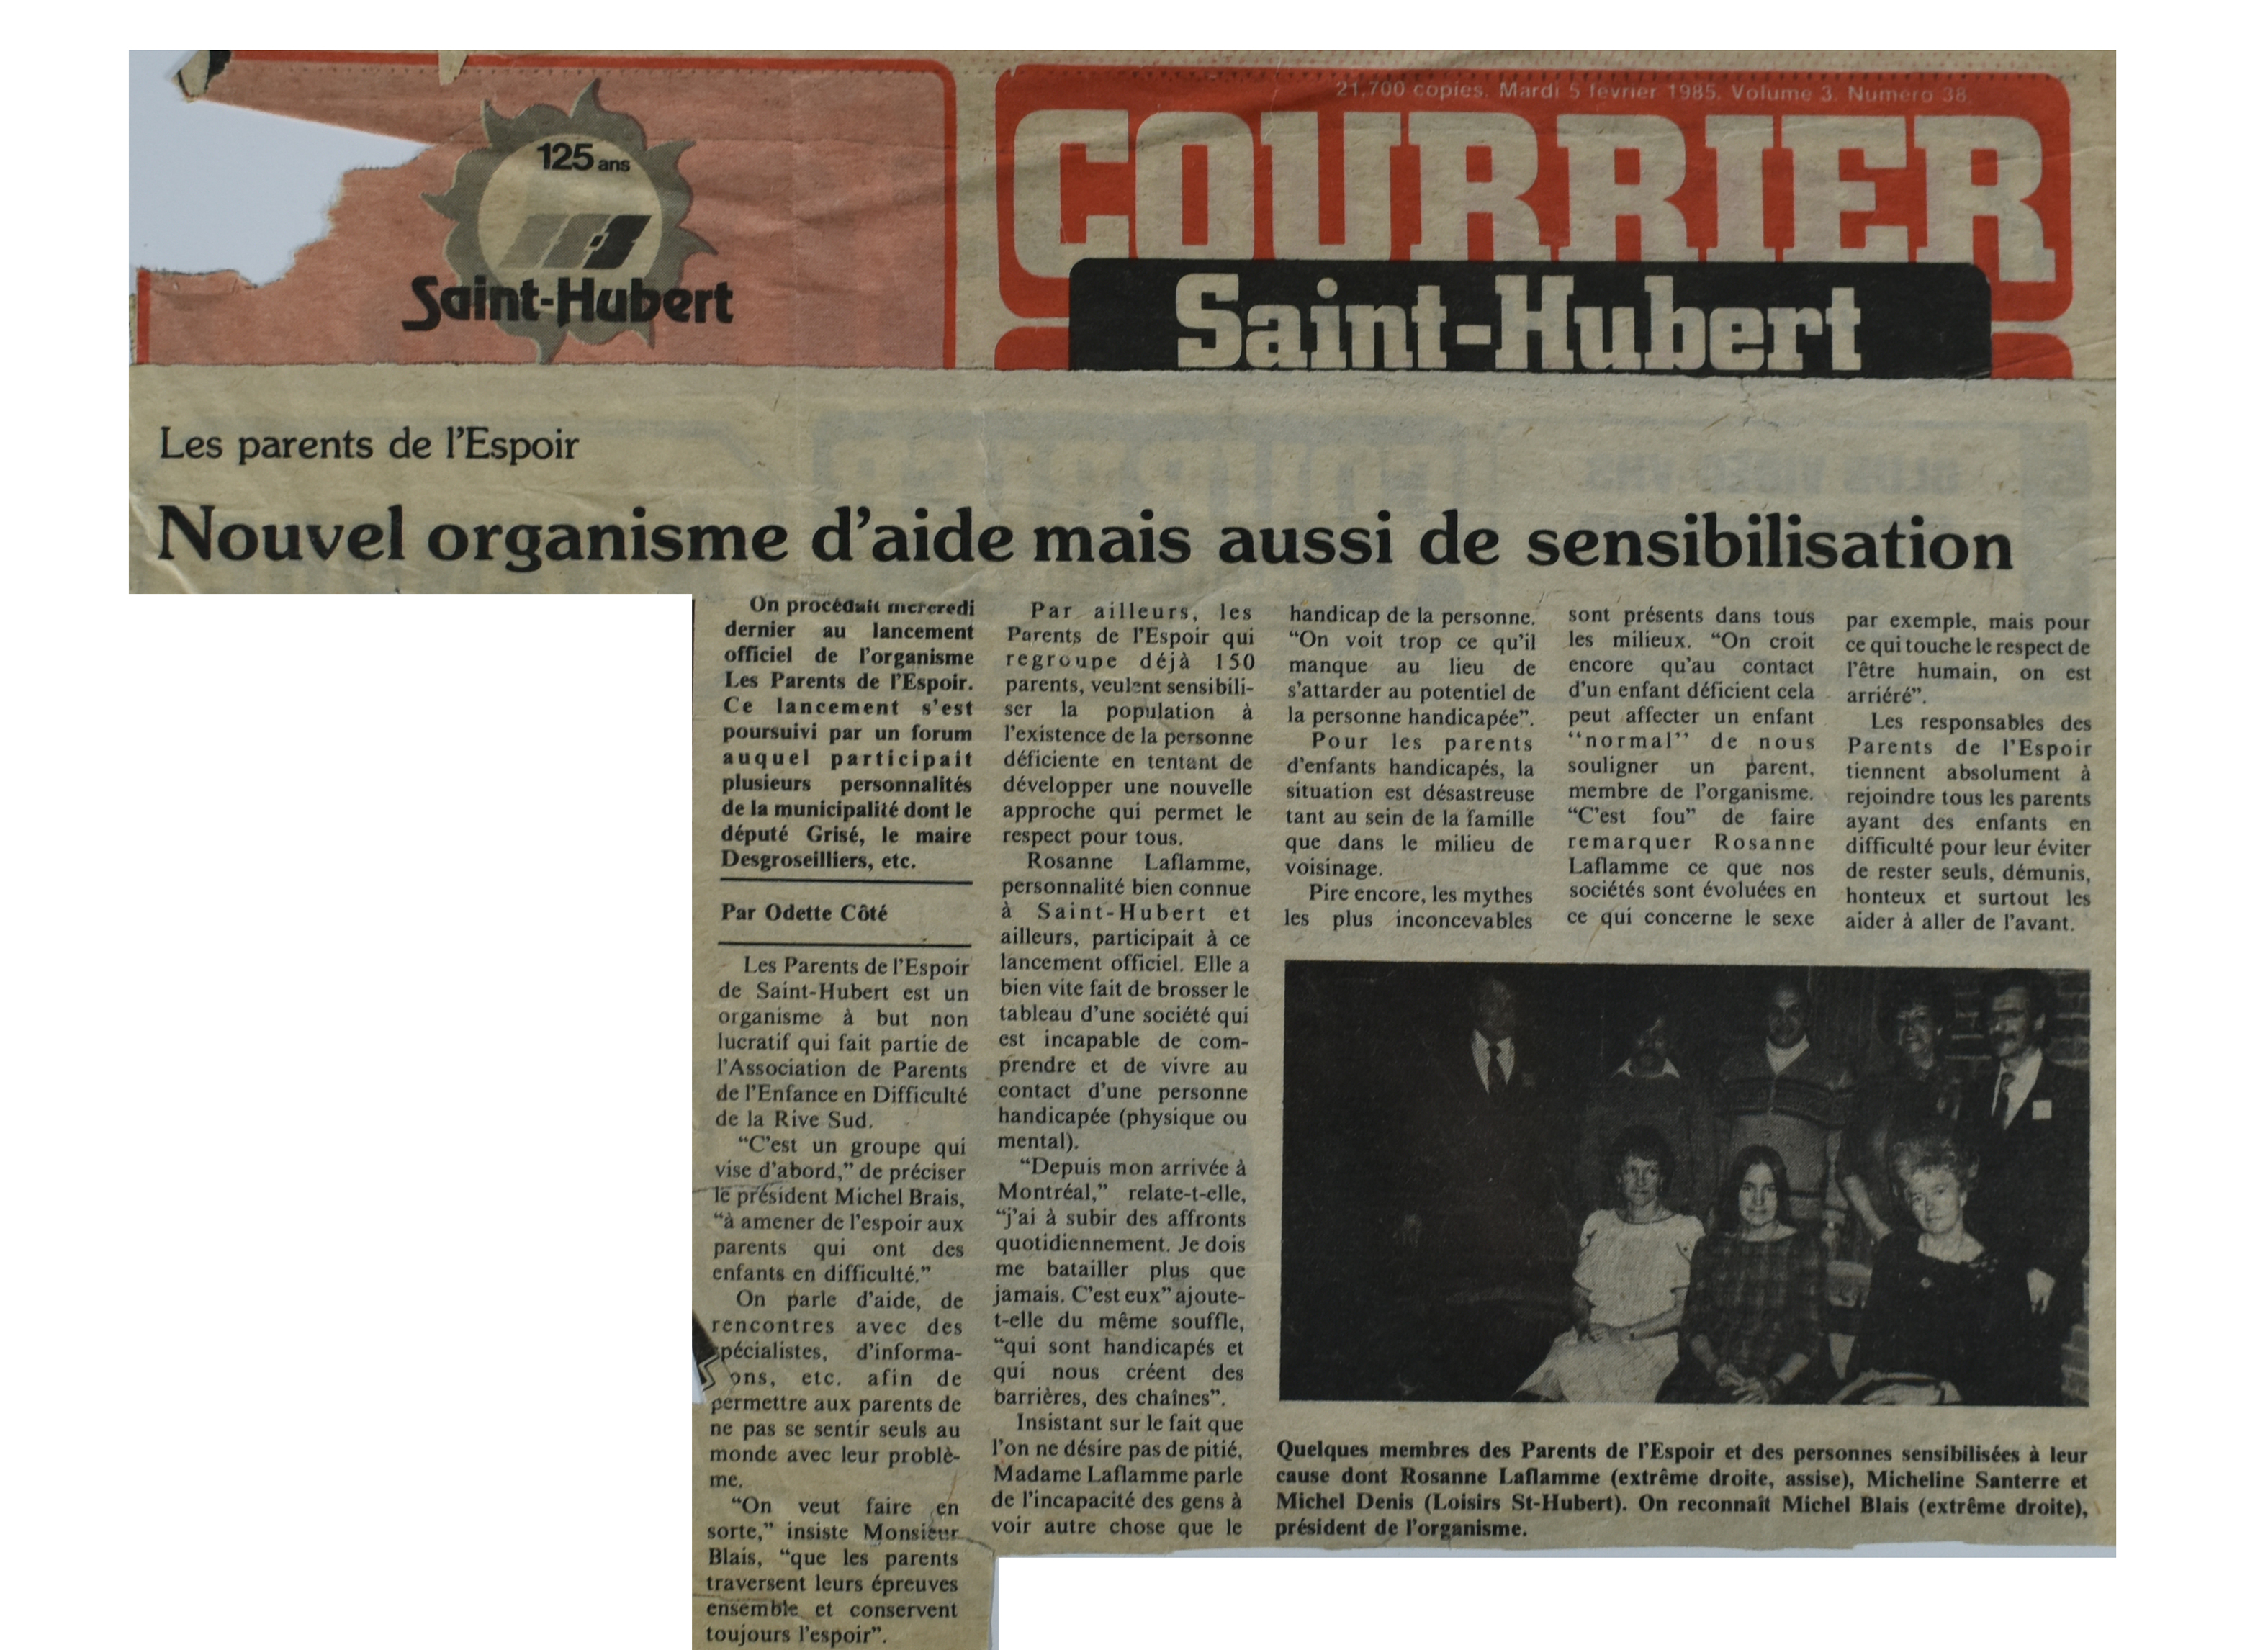 125 ans
Saint-Hubert
21,700 copies. Mardi 5 février 1985. Volume 3. Numéro 38
COURRIER
Saint-Hubert
Les parents de l'Espoir
Nouvel organisme d'aide mais aussi de sensibilisation
On procédait mercredi
dernier au lancement
officiel de l'organisme
Les Parents de l'Espoir.
Ce lancement s'est
poursuivi par un forum
auquel participait
plusieurs personnalités
de la municipalité dont le
député Grisé, le maire
Desgroseilliers, etc.
Par Odette Côté
Les Parents de l'Espoir
de Saint-Hubert est un
organisme à but non
lucratif qui fait partie de
l'Association de Parents
de l'Enfance en Difficulté
de la Rive Sud.
“C'est un groupe qui
vise d'abord,” de préciser
le président Michel Brais,
“à amener de l'espoir aux
parents qui ont des
enfants en difficulté.”
On parle d'aide, de
rencontres avec des
spécialistes, d'informa-
ons, etc. afin de
permettre aux parents de
ne pas se sentir seuls au
monde avec leur problè-
me.
“On veut faire en
sorte,” insiste Monsieur
Blais, “que les parents
traversent leurs épreuves
ensemble et conservent
toujours l'espoir”.
Par ailleurs, les
Parents de l'Espoir qui
regroupe déjà 150
parents, veulent sensibili-
ser la population à
l'existence de la personne
déficiente en tentant de
développer une nouvelle
approche qui permet le
respect pour tous.
Rosanne Laflamme,
personnalité bien connue
à Saint-Hubert et
ailleurs, participait à ce
lancement officiel. Elle a
bien vite fait de brosser le
tableau d'une société qui
est incapable de com-
prendre et de vivre au
contact d'une personne
handicapée (physique ou
mental).
“Depuis mon arrivée à
Montréal,” relate-t-elle,
“j'ai à subir des affronts
quotidiennement. Je dois
me batailler plus que
jamais. C'est eux” ajoute-
t-elle du même souffle,
“qui sont handicapés et
qui nous créent des
barrières, des chaînes”.
Insistant sur le fait que
l'on ne désire pas de pitié,
Madame Laflamme parle
de l'incapacité des gens à
voir autre chose que le
handicap de la personne.
“On voit trop ce qu'il
manque au lieu de
s'attarder au potentiel de
la personne handicapée”.
Pour les parents
d'enfants handicapés, la
situation est désastreuse
tant au sein de la famille
que dans le milieu de
voisinage.
Pire encore, les mythes
les plus inconcevables
sont présents dans tous
les milieux. “On croit
encore qu'au contact
d'un enfant déficient cela
peut affecter un enfant
“normal” de nous
souligner un parent,
membre de l'organisme.
“C'est fou” de faire
remarquer Rosanne
Laflamme ce que nos
sociétés sont évoluées en
ce qui concerne le sexe
par exemple, mais pour
ce qui touche le respect de
l'être humain, on est
arriéré”.
Les responsables des
Parents de l'Espoir
tiennent absolument à
rejoindre tous les parents
ayant des enfants en
difficulté pour leur éviter
de rester seuls, démunis,
honteux et surtout les
aider à aller de l'avant.
Quelques membres des Parents de l'Espoir et des personnes sensibilisées à leur
cause dont Rosanne Laflamme (extrême droite, assise), Micheline Santerre et
Michel Denis (Loisirs St-Hubert). On reconnaît Michel Blais (extrême droite),
président de l'organisme.